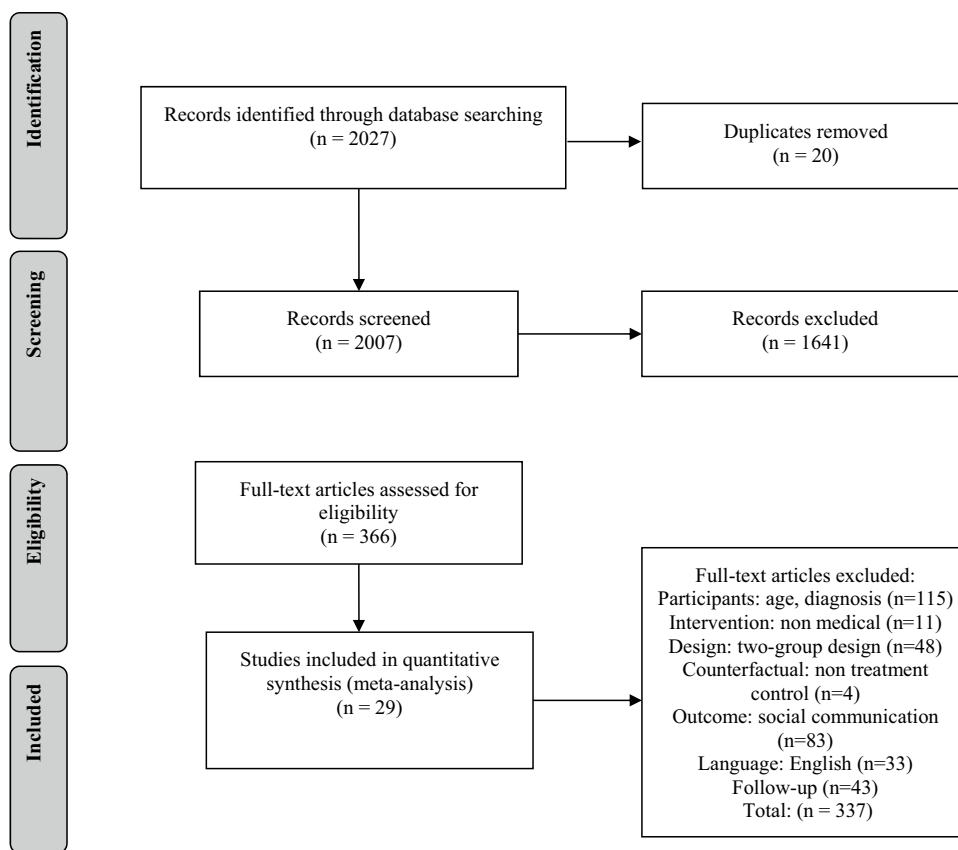 Identification
Records identified through database searching
(n = 2027)
Duplicates removed
(n = 20)
Screening
Records screened
(n = 2007)
Records excluded
(n = 1641)
Eligibility
Full-text articles assessed for
eligibility
(n = 366)
Full-text articles excluded:
Participants: age, diagnosis (n=115)
Intervention: non medical (n=11)
Design: two-group design (n=48)
Counterfactual: non treatment
control (n=4)
Outcome: social communication
(n=83)
Language: English (n=33)
Follow-up (n=43)
Total: (n = 337)
Included
Studies included in quantitative
synthesis (meta-analysis)
(n = 29)